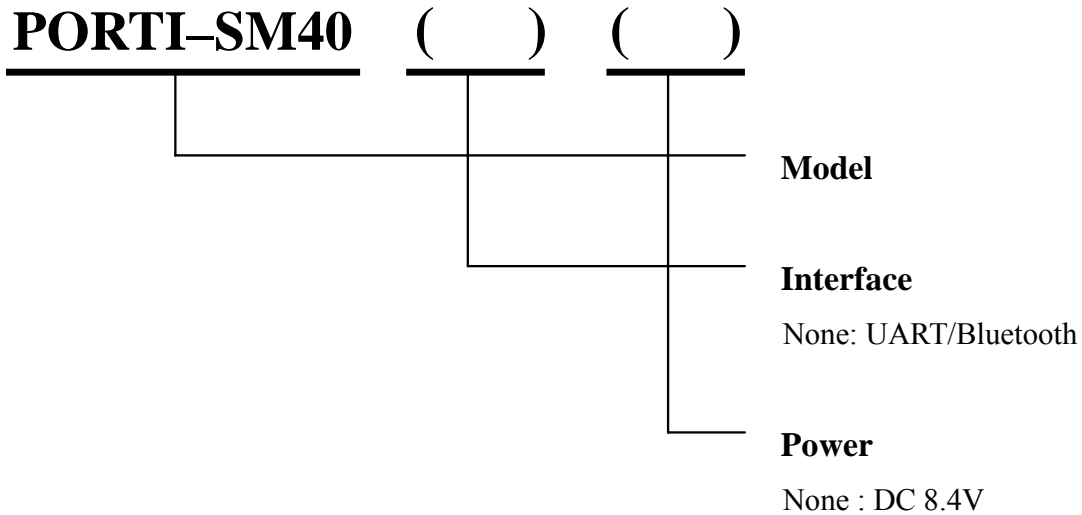 PORTI–SM40 ( ) ( )
Model
Interface
None: UART/Bluetooth
Power
None : DC 8.4V